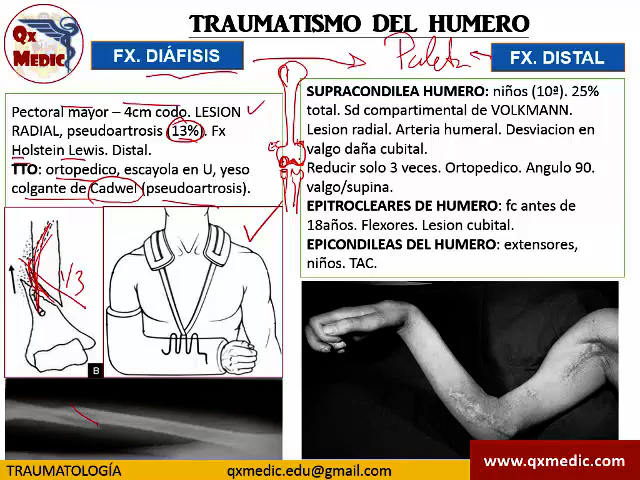 Qx
MEDIC
TRAUMATISMO DEL HUMERO
FX. DIÁFISIS
Paleta
FX. DISTAL
Pectoral mayor – 4cm codo. LESION
RADIAL, pseudoartrosis (13%). Fx
Holstein Lewis. Distal.
TTO: ortopedico, escayola en U, yeso
colgante de Cadwel (pseudoartrosis).
SUPRACONDILEA HUMERO: niños (10ª). 25%
total. Sd compartimental de VOLKMANN.
Lesion radial. Arteria humeral. Desviacion en
valgo daña cubital.
Reducir solo 3 veces. Ortopedico. Angulo 90.
valgo/supina.
EPITROCLEARES DE HUMERO: fc antes de
18años. Flexores. Lesion cubital.
EPICONDILEAS DEL HUMERO: extensores,
niños. TAC.
1/3
B
TRAUMATOLOGÍA
qxmedic.edu@gmail.com
www.qxmedic.com